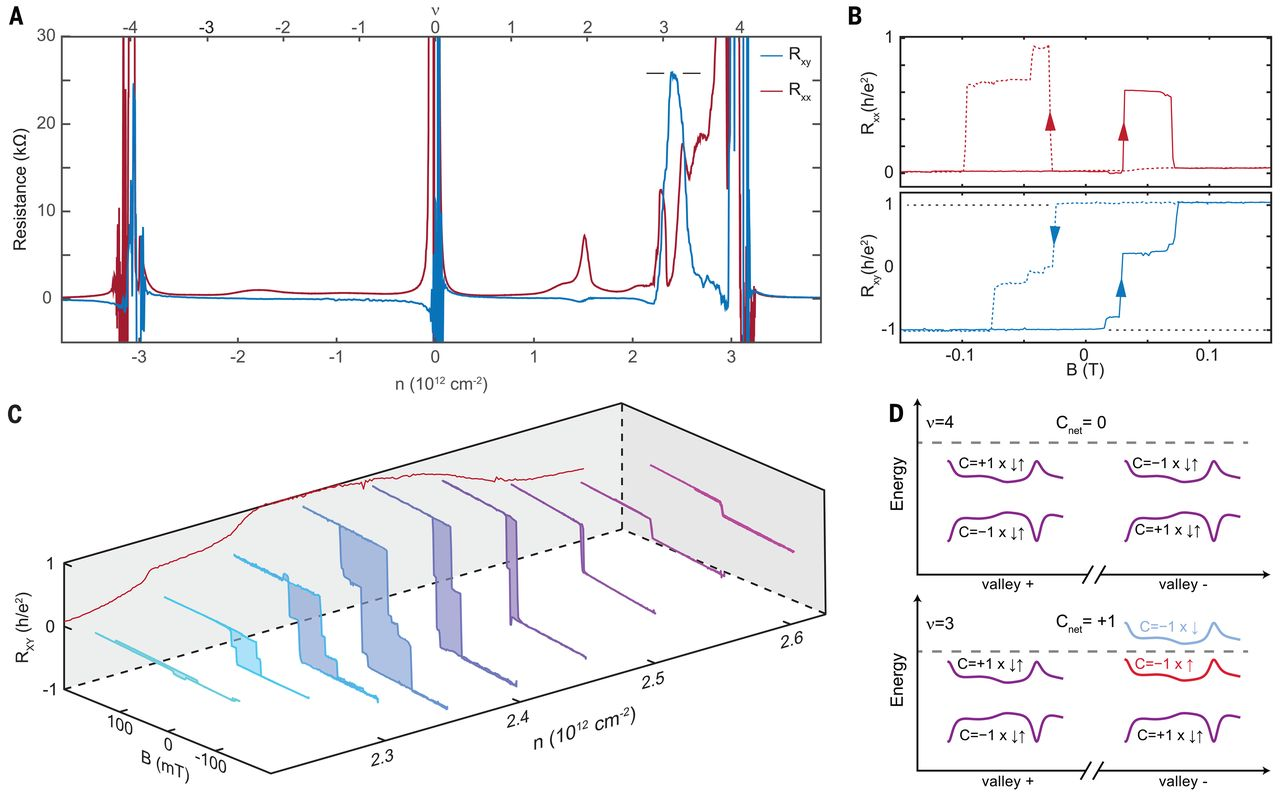 A
ν
-4 -3 -2 -1 0 1 2 3 4
30
20
10
0
Resistance (kΩ)
Rxy
Rxx
-3 -2 -1 0 1 2 3
n (10¹² cm⁻²)
B
1
0
Rxx(h/e²)
1
0
-1
Rxy(h/e²)
-0.1 0 0.1
B (T)
C
1
0
-1
RXY (h/e²)
100 0 -100
B (mT)
2.3 2.4 2.5 2.6
n (10¹² cm⁻²)
D
ν=4 Cnet= 0
Energy
C=+1 x ↓↑ C=−1 x ↓↑
C=−1 x ↓↑ C=+1 x ↓↑
valley + valley -
ν=3 Cnet= +1
C=−1 x ↓
Energy
C=+1 x ↓↑ C=−1 x ↑
C=−1 x ↓↑ C=+1 x ↓↑
valley + valley -